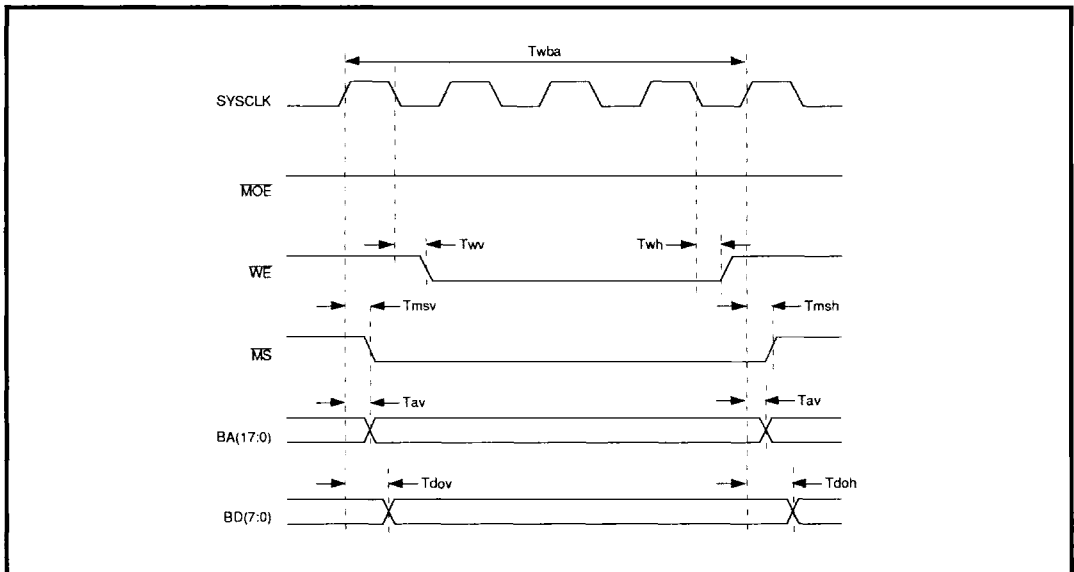 Twba
SYSCLK
MOE
Twv
Twh
WE
Tmsv
Tmsh
MS
Tav
Tav
BA(17:0)
Tdov
Tdoh
BD(7:0)